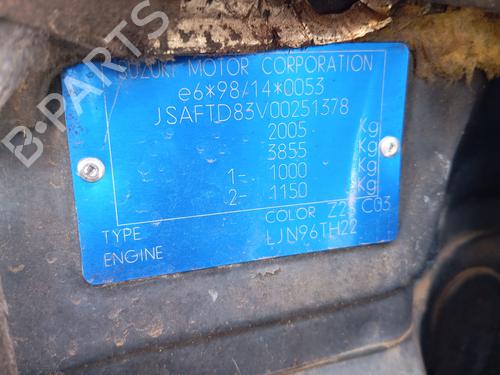 B-PARTS
SUZUKI MOTOR CORPORATION
e6*98/14*0053
JSAFTD83V00251378
2005 Kg
3855 Kg
1- 1000 Kg
2- 1150 Kg
COLOR Z2S C03
TYPE LJN96TH22
ENGINE